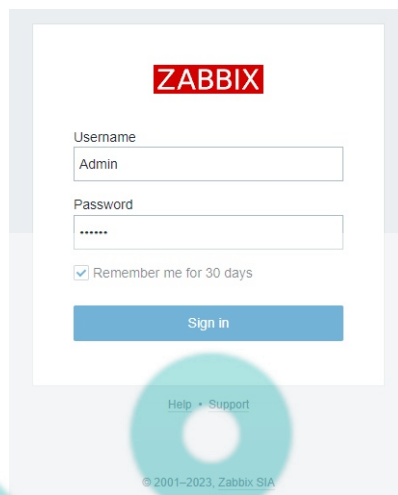 ZABBIX
Username
Admin
Password
••••••
Remember me for 30 days
Sign in
Help • Support
© 2001–2023, Zabbix SIA